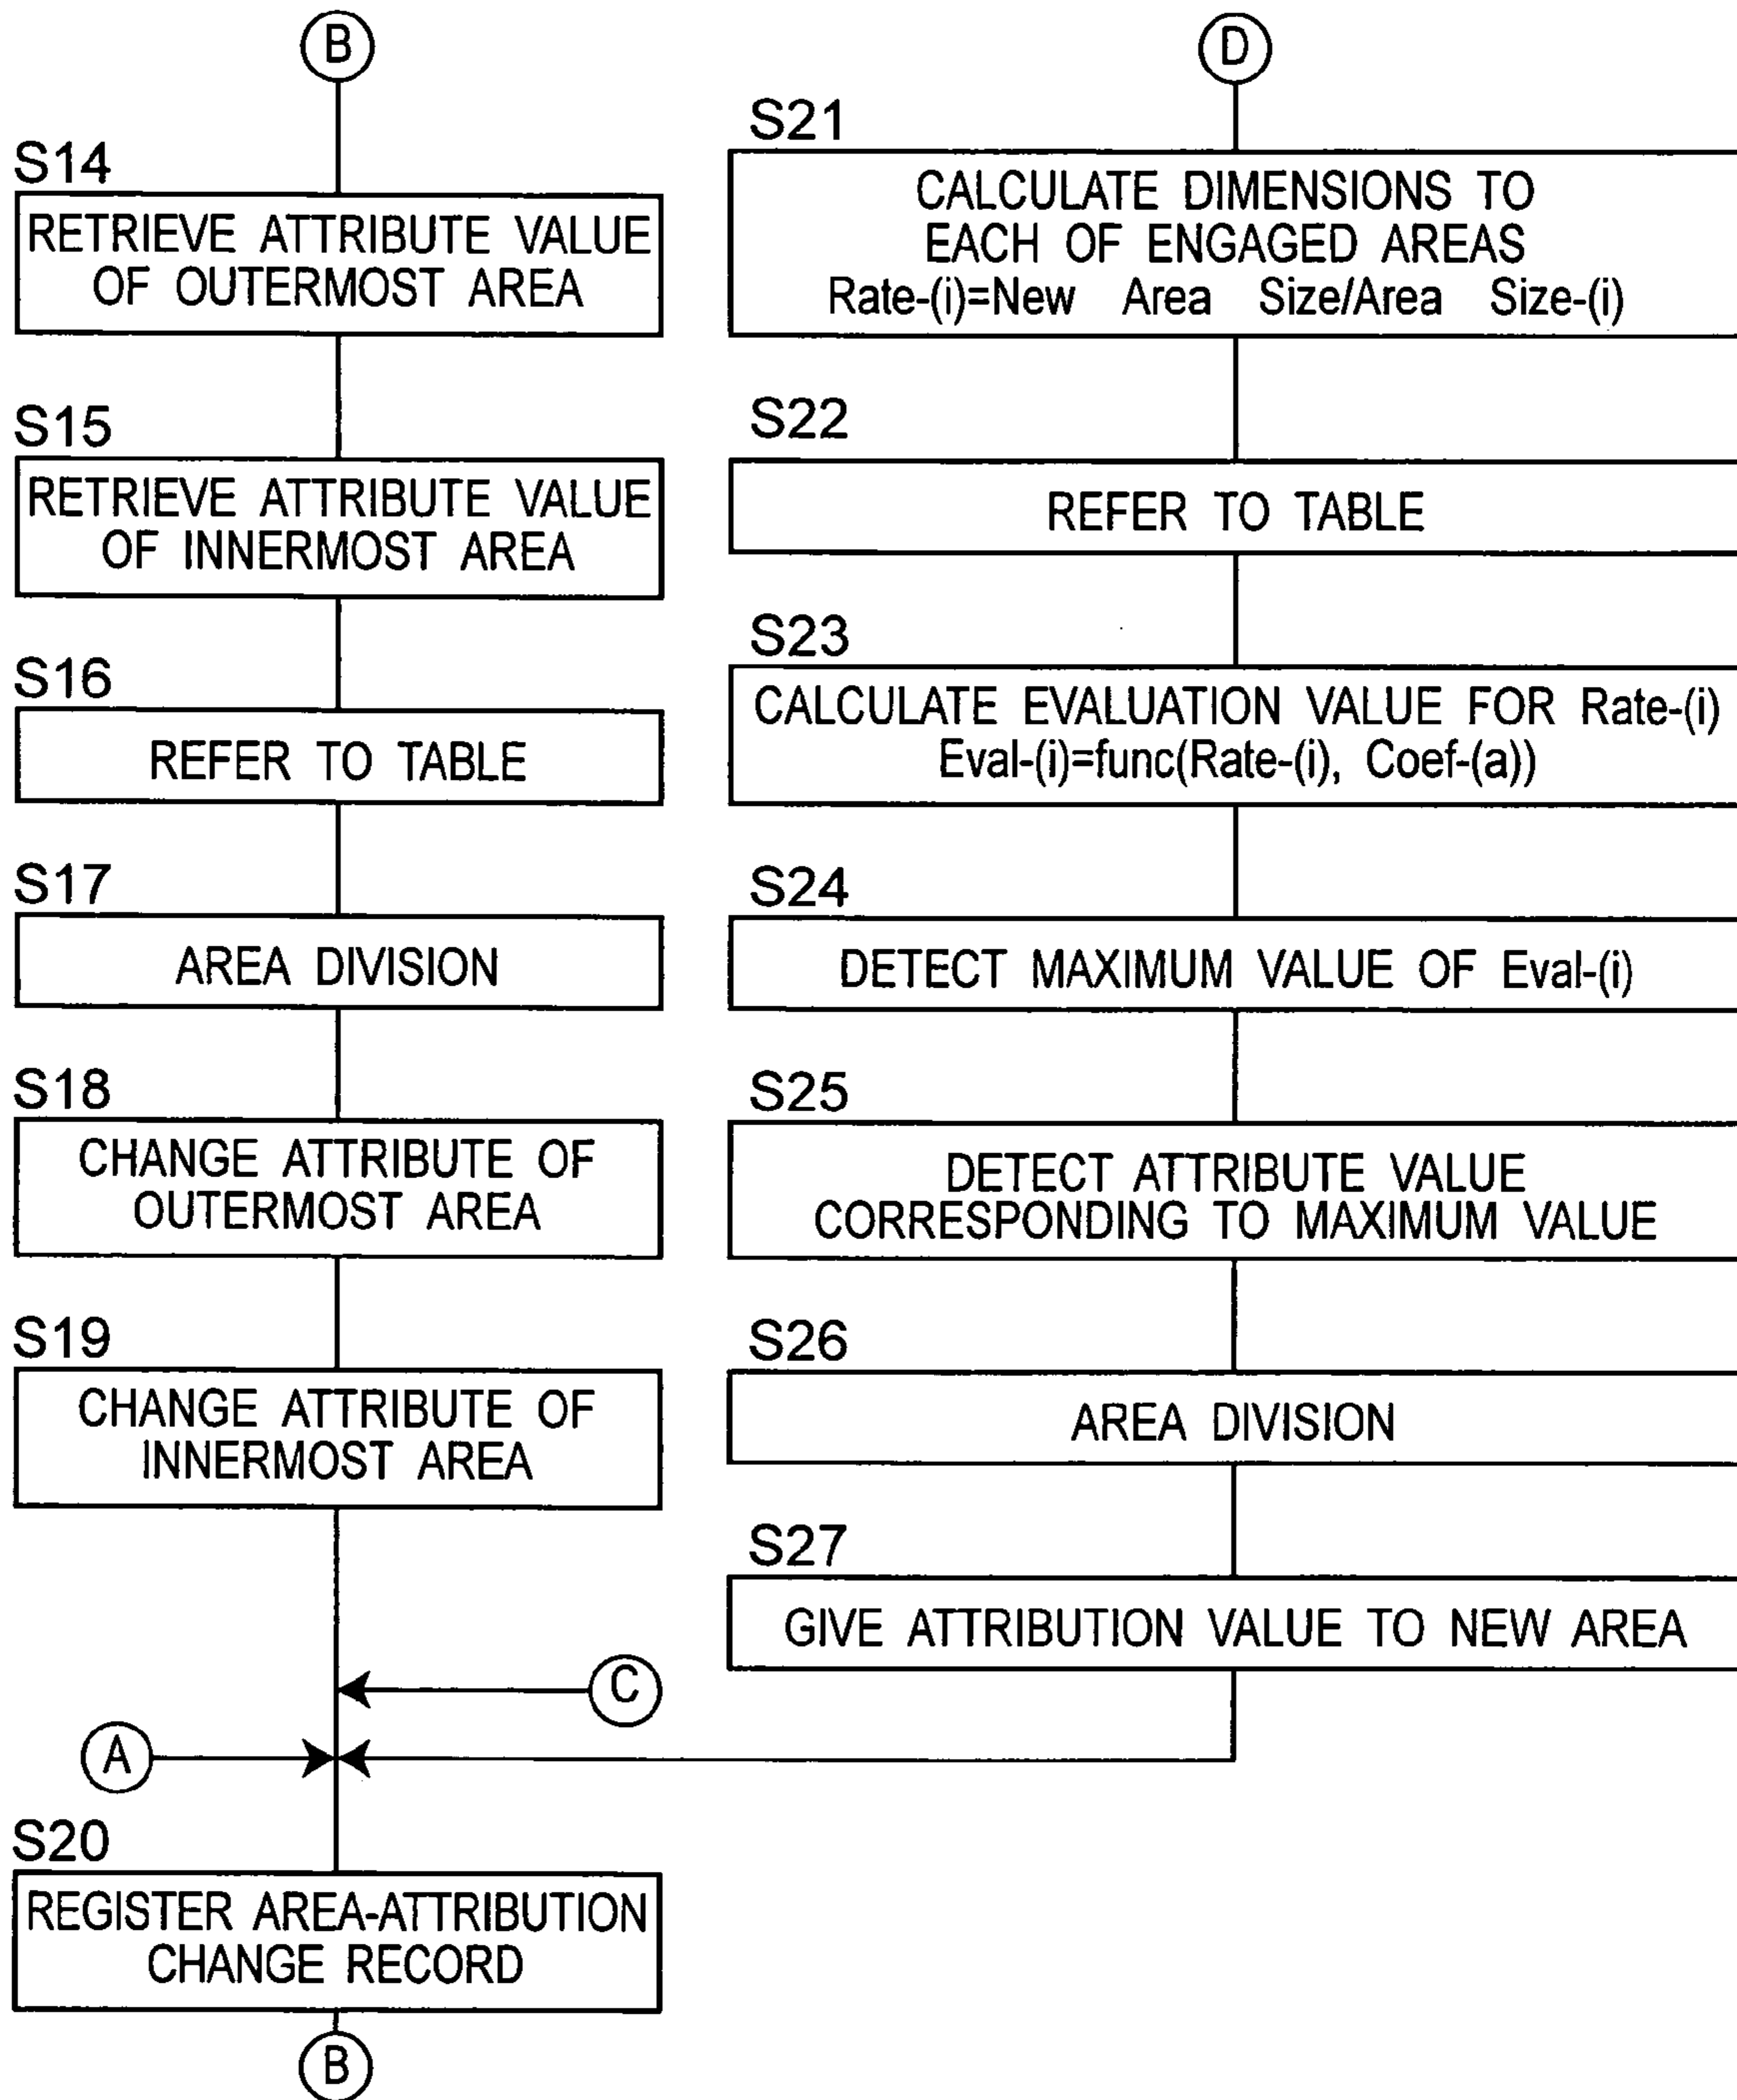 B
S14
RETRIEVE ATTRIBUTE VALUE
OF OUTERMOST AREA
S15
RETRIEVE ATTRIBUTE VALUE
OF INNERMOST AREA
S16
REFER TO TABLE
S17
AREA DIVISION
S18
CHANGE ATTRIBUTE OF
OUTERMOST AREA
S19
CHANGE ATTRIBUTE OF
INNERMOST AREA
C
A
S20
REGISTER AREA-ATTRIBUTION
CHANGE RECORD
B
D
S21
CALCULATE DIMENSIONS TO
EACH OF ENGAGED AREAS
Rate-(i)=New Area Size/Area Size-(i)
S22
REFER TO TABLE
S23
CALCULATE EVALUATION VALUE FOR Rate-(i)
Eval-(i)=func(Rate-(i), Coef-(a))
S24
DETECT MAXIMUM VALUE OF Eval-(i)
S25
DETECT ATTRIBUTE VALUE
CORRESPONDING TO MAXIMUM VALUE
S26
AREA DIVISION
S27
GIVE ATTRIBUTION VALUE TO NEW AREA